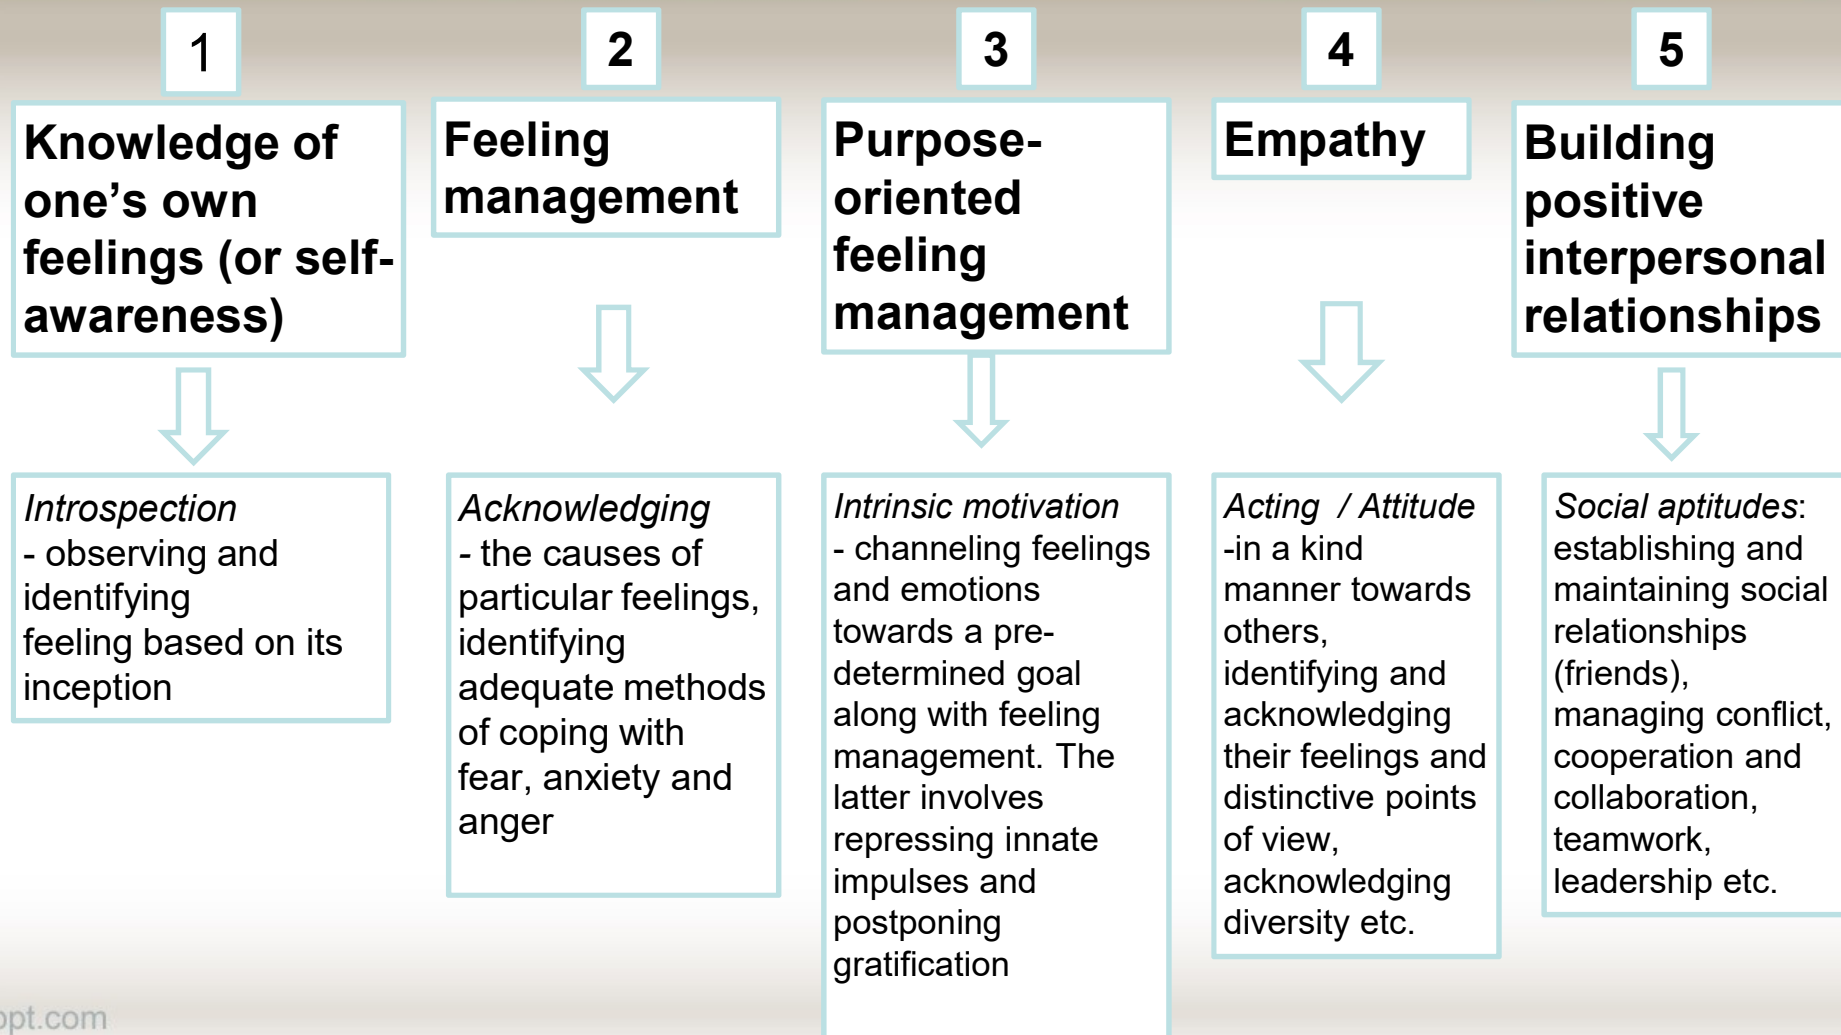 1
Knowledge of
one's own
feelings (or self-
awareness)
Introspection
- observing and
identifying
feeling based on its
inception
2
Feeling
management
Acknowledging
- the causes of
particular feelings,
identifying
adequate methods
of coping with
fear, anxiety and
anger
3
Purpose-
oriented
feeling
management
Intrinsic motivation
- channeling feelings
and emotions
towards a pre-
determined goal
along with feeling
management. The
latter involves
repressing innate
impulses and
postponing
gratification
4
Empathy
Acting / Attitude
-in a kind
manner towards
others,
identifying and
acknowledging
their feelings and
distinctive points
of view,
acknowledging
diversity etc.
5
Building
positive
interpersonal
relationships
Social aptitudes:
establishing and
maintaining social
relationships
(friends),
managing conflict,
cooperation and
collaboration,
teamwork,
leadership etc.
ppt.com